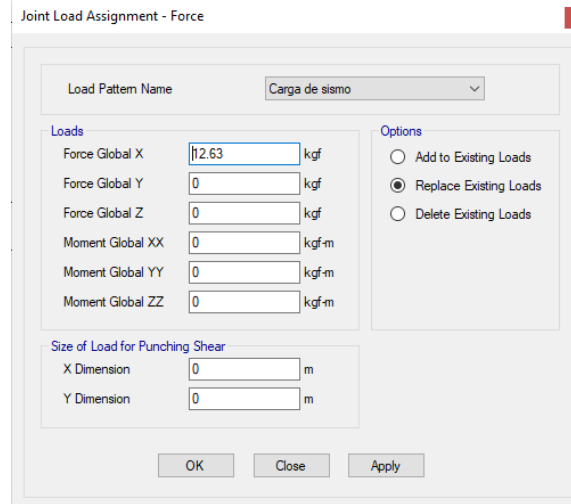 Joint Load Assignment - Force
Load Pattern Name
Carga de sismo
Loads
Force Global X 12.63 kgf
Force Global Y 0 kgf
Force Global Z 0 kgf
Moment Global XX 0 kgf-m
Moment Global YY 0 kgf-m
Moment Global ZZ 0 kgf-m
Options
Add to Existing Loads
Replace Existing Loads
Delete Existing Loads
Size of Load for Punching Shear
X Dimension 0 m
Y Dimension 0 m
OK Close Apply